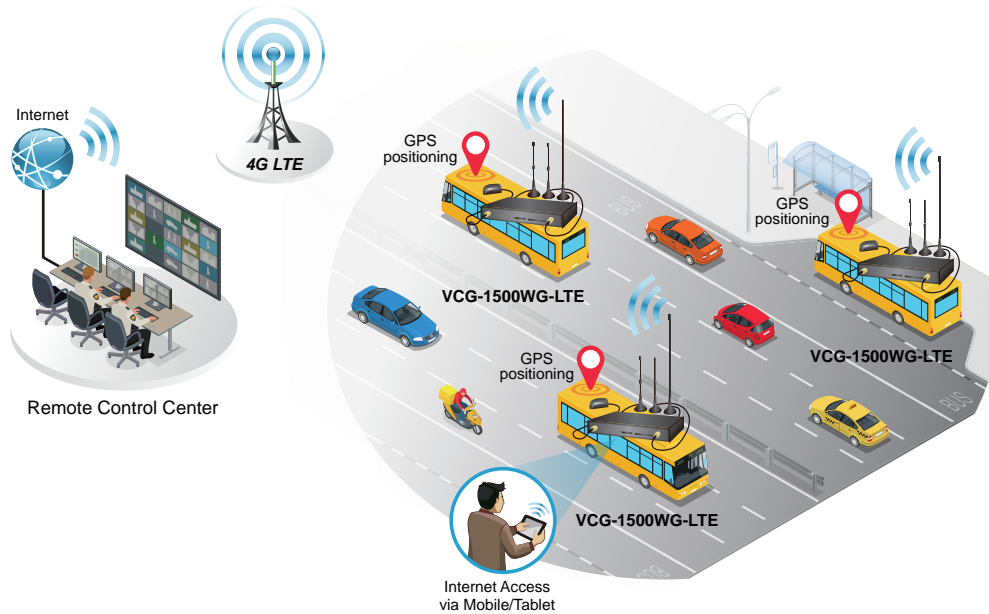 Internet
4G LTE
Remote Control Center
GPS
positioning
VCG-1500WG-LTE
BUS
GPS
positioning
VCG-1500WG-LTE
BUS
GPS
positioning
VCG-1500WG-LTE
BUS
Internet Access
via Mobile/Tablet